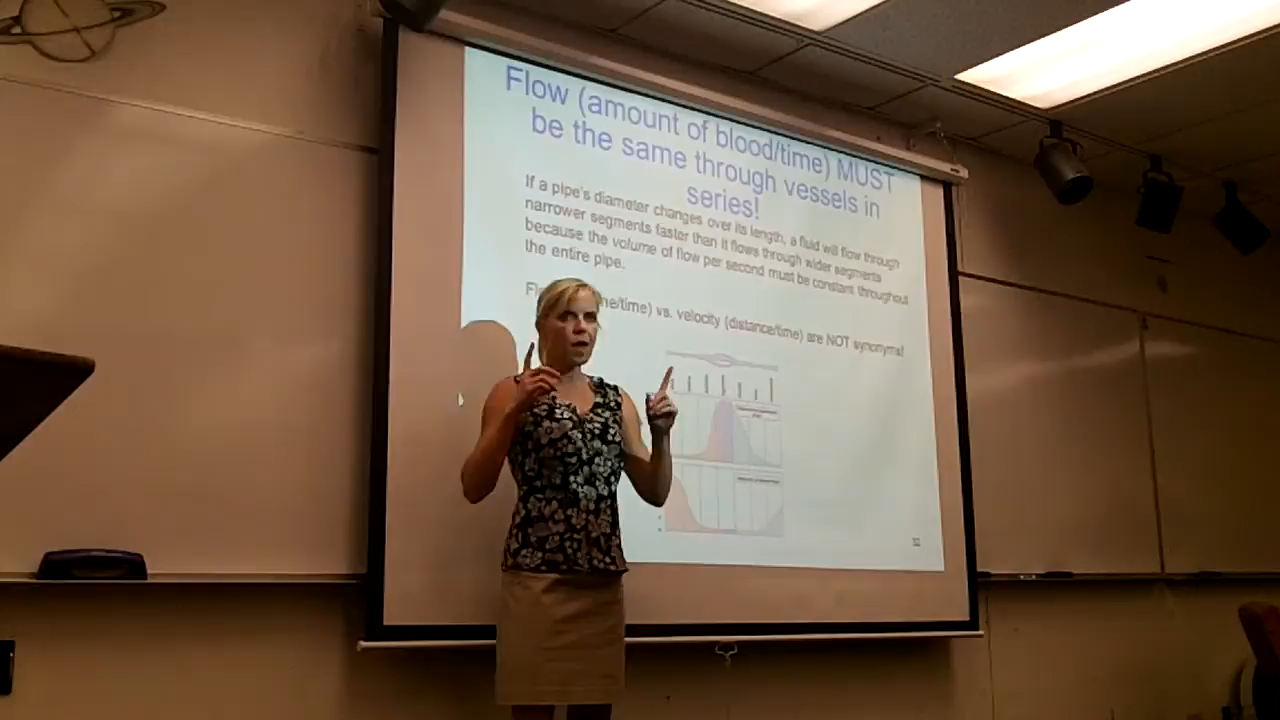 Flow (amount of blood/time) MUST
be the same through vessels in
series!
If a pipe's diameter changes over its length, a fluid will flow through
narrower segments faster than it flows through wider segments
because the volume of flow per second must be constant throughout
the entire pipe.
me/time) vs. velocity (distance/time) are NOT synonyms!